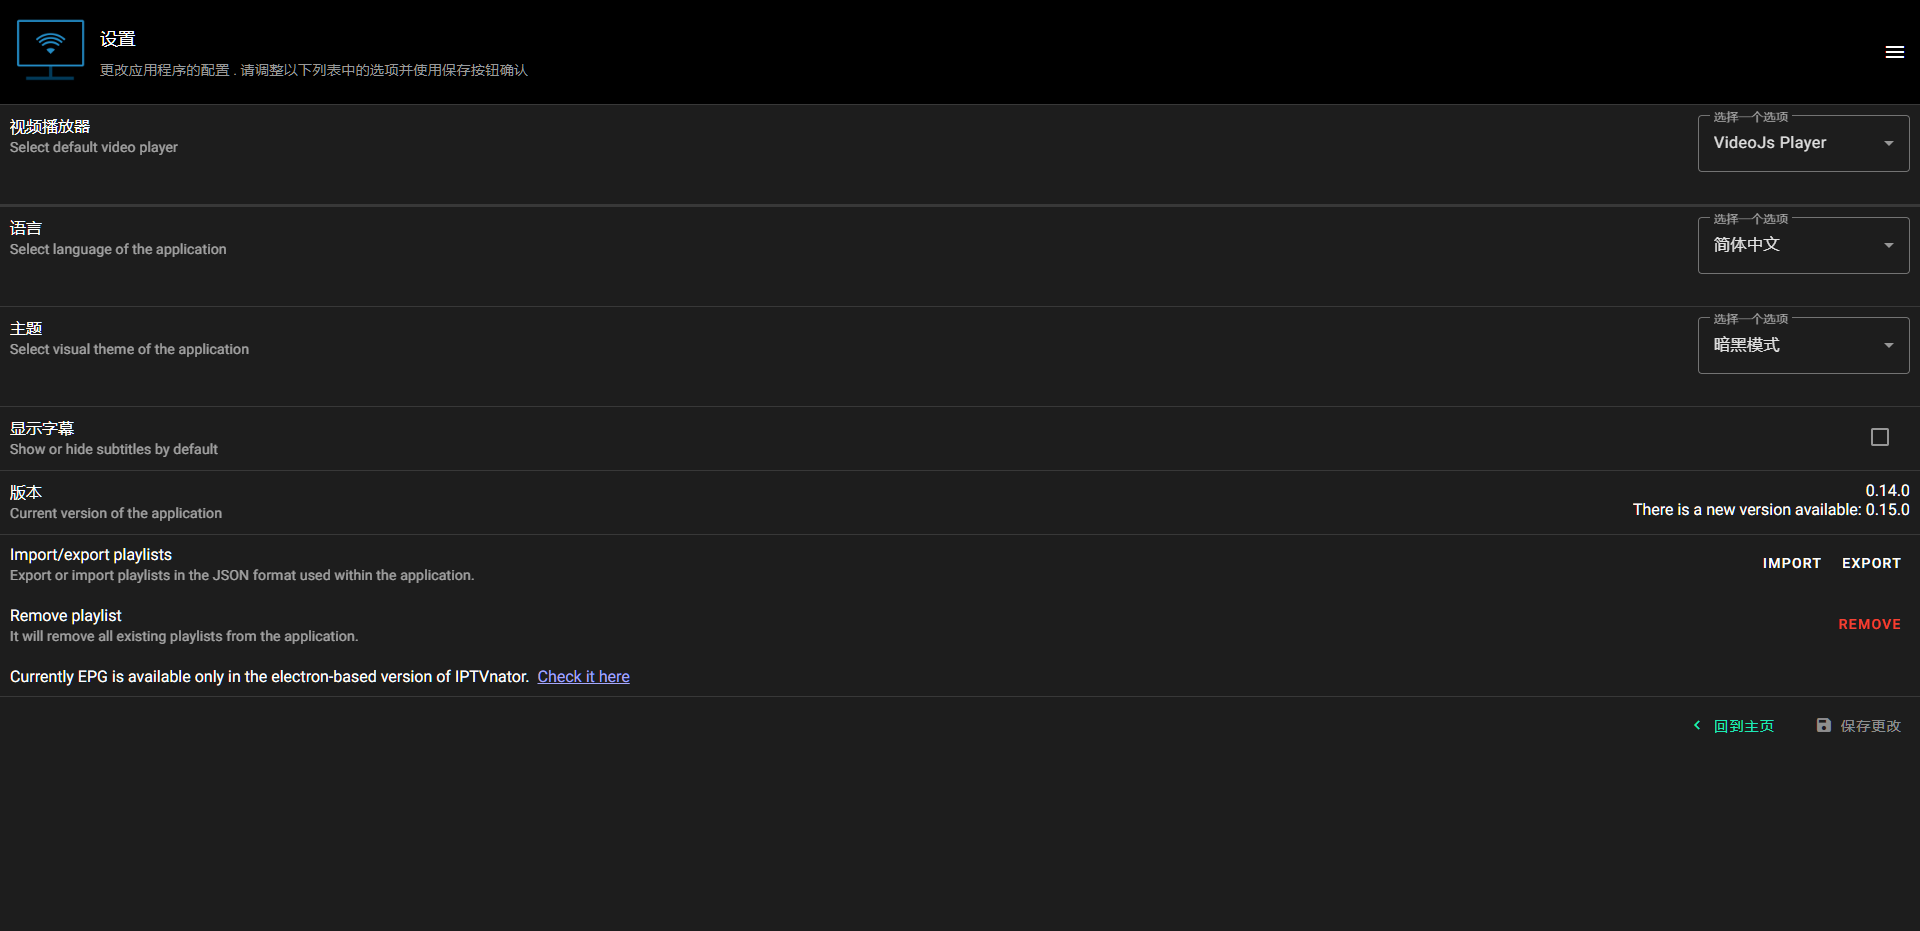 设置
更改应用程序的配置 . 请调整以下列表中的选项并使用保存按钮确认
视频播放器
Select default video player
选择一个选项
VideoJs Player
语言
Select language of the application
选择一个选项
简体中文
主题
Select visual theme of the application
选择一个选项
暗黑模式
显示字幕
Show or hide subtitles by default
版本
Current version of the application
0.14.0
There is a new version available: 0.15.0
Import/export playlists
Export or import playlists in the JSON format used within the application.
IMPORT EXPORT
Remove playlist
It will remove all existing playlists from the application.
REMOVE
Currently EPG is available only in the electron-based version of IPTVnator. Check it here
回到主页 保存更改